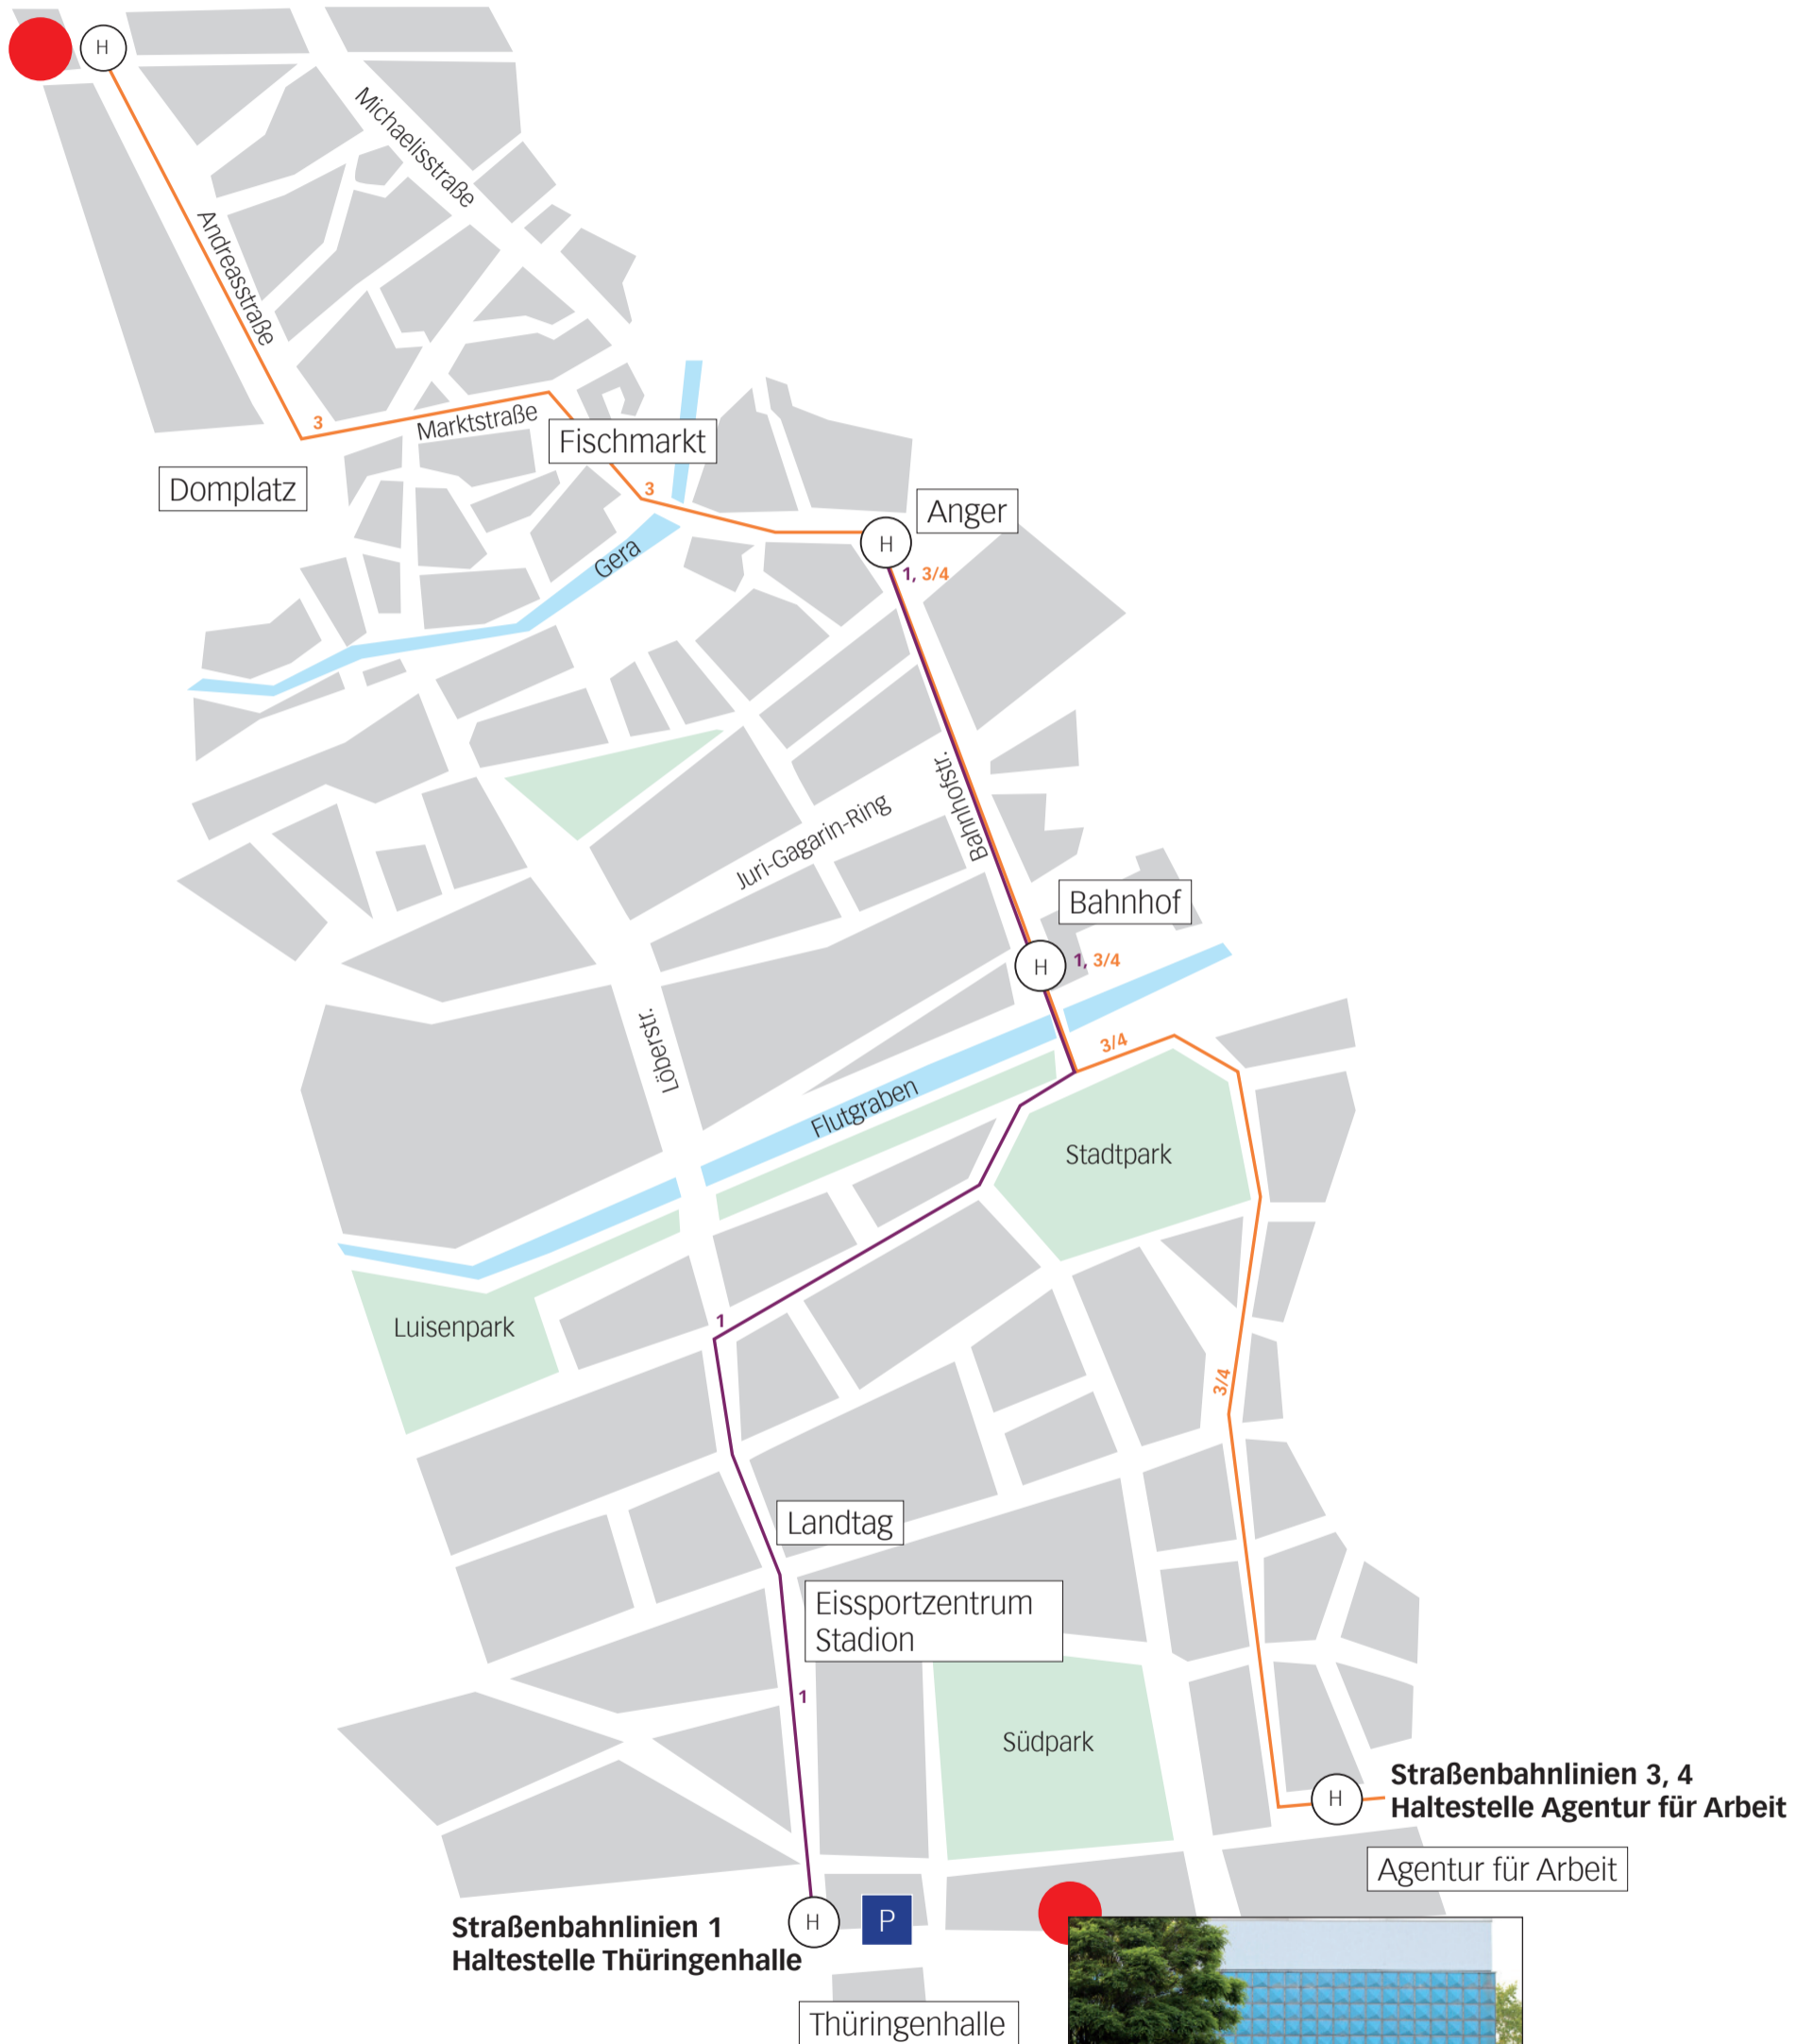 H
Michaelisstraße
Andreasstraße
3
Marktstraße
Fischmarkt
Domplatz
3
Anger
H
1, 3/4
Gera
Bahnhofstr.
Juri-Gagarin-Ring
Bahnhof
H
1, 3/4
Löberstr.
3/4
Flutgraben
Stadtpark
Luisenpark
1
3/4
Landtag
Eissportzentrum
Stadion
1
Südpark
Straßenbahnlinien 3, 4
H
Haltestelle Agentur für Arbeit
Agentur für Arbeit
Straßenbahnlinien 1
Haltestelle Thüringenhalle
H
P
Thüringenhalle